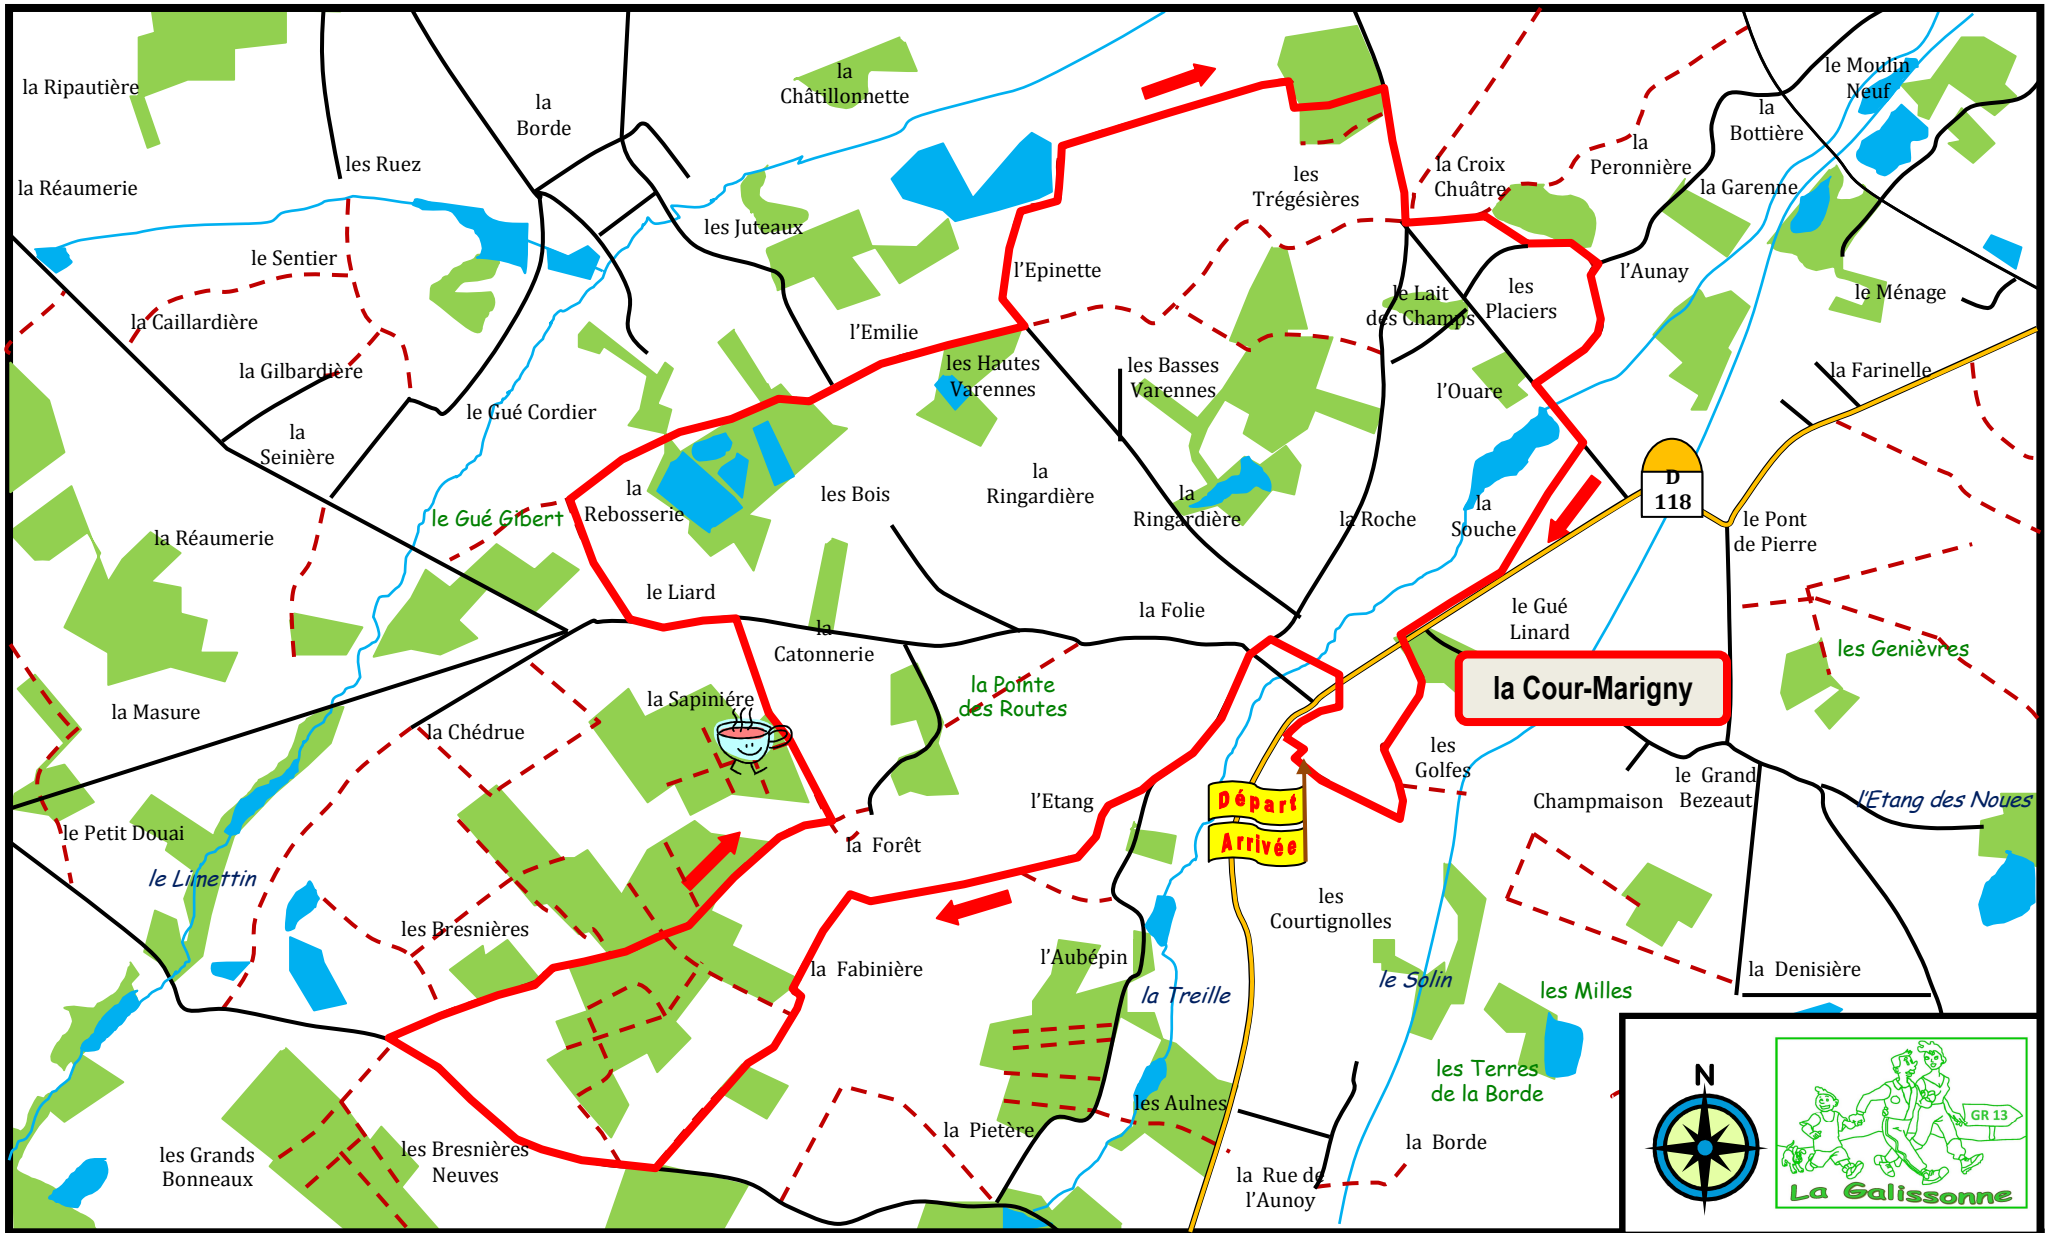 la Ripautière
la
Borde
la
Châtillonnette
le Moulin
Neuf
la
Bottière
la
Peronnière
la Croix
Chuâtre
la Garenne
les
Trégésières
les Ruez
la Réaumerie
les Juteaux
le Sentier
l'Epinette
l'Aunay
le Lait
des Champs
les
Placiers
le Ménage
la Caillardière
l'Emilie
la Gilbardière
les Hautes
Varennes
les Basses
Varennes
la Farinelle
l'Ouare
le Gué Cordier
la
Seinière
la
Rebosserie
les Bois
la
Ringardière
la
Ringardière
la Roche
la
Souche
D
118
le Pont
de Pierre
le Gué Gibert
la Réaumerie
le Liard
la Folie
le Gué
Linard
la
Catonnerie
les Genièvres
la Sapiniére
la Pointe
des Routes
la Cour-Marigny
la Masure
la Chédrue
les
Golfes
le Grand
Bezeaut
Champmaison
l'Etang des Noues
l'Etang
Départ
Arrivée
le Petit Douai
la Forêt
le Limettin
les
Courtignolles
les Bresnières
l'Aubépin
la Fabinière
la Denisière
le Solin
les Milles
la Treille
les Terres
de la Borde
les Aulnes
la Pietère
la Borde
les Grands
Bonneaux
les Bresnières
Neuves
la Rue de
l'Aunoy
N
GR 13
La Galissonne